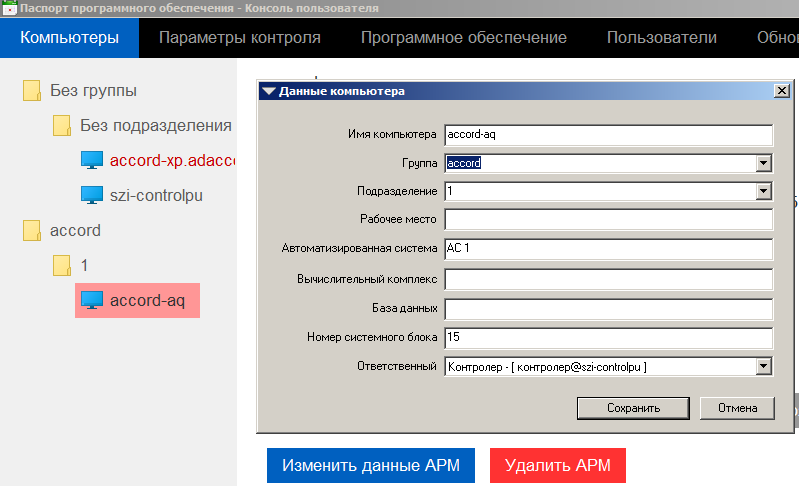 Паспорт программного обеспечения - Консоль пользователя
Компьютеры Параметры контроля Программное обеспечение Пользователи Обнов
Без группы
Без подразделения
accord-xp.adacco
szi-controlpu
accord
1
accord-aq
Данные компьютера
Имя компьютера accord-aq
Группа accord
Подразделение 1
Рабочее место
Автоматизированная система АС 1
Вычислительный комплекс
База данных
Номер системного блока 15
Ответственный Контролер - [ контролер@szi-controlpu ]
Сохранить Отмена
Изменить данные АРМ Удалить АРМ